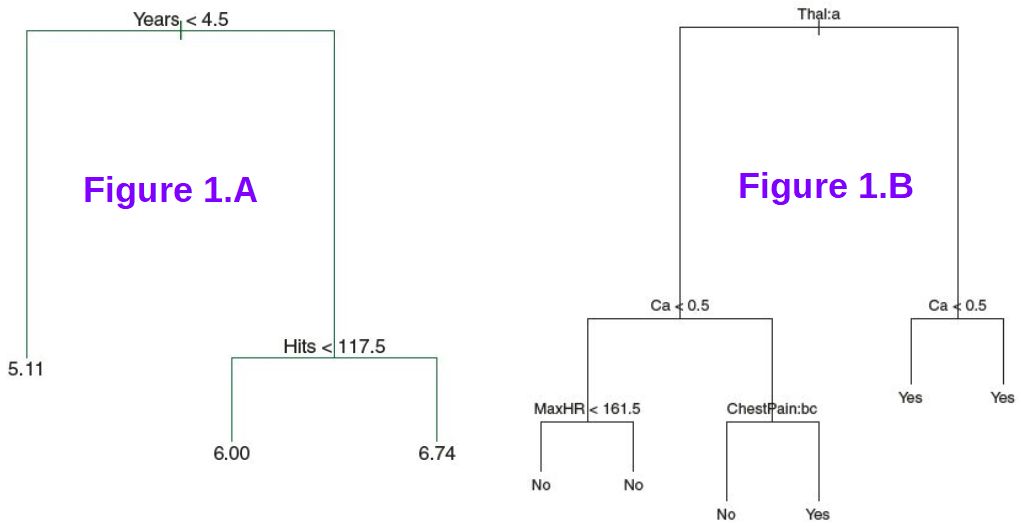 Years < 4.5
Figure 1.A
Hits < 117.5
5.11
6.00
6.74
Thal:a
Figure 1.B
Ca < 0.5
Ca < 0.5
MaxHR < 161.5
ChestPain:bc
Yes
Yes
No
No
No
Yes